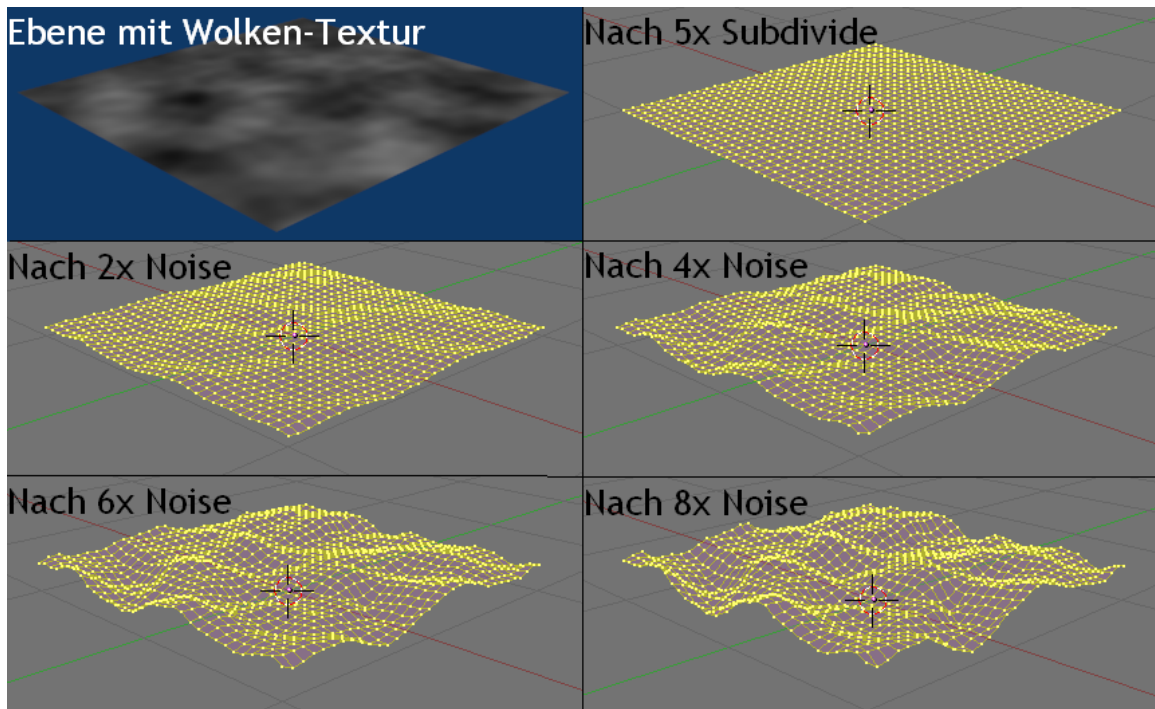 Ebene mit Wolken-Textur
Nach 5x Subdivide
Nach 2x Noise
Nach 4x Noise
Nach 6x Noise
Nach 8x Noise